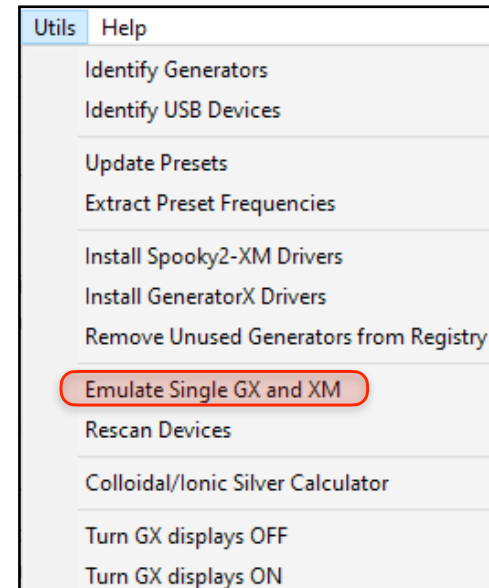 Utils Help
Identify Generators
Identify USB Devices
Update Presets
Extract Preset Frequencies
Install Spooky2-XM Drivers
Install GeneratorX Drivers
Remove Unused Generators from Registry
Emulate Single GX and XM
Rescan Devices
Colloidal/Ionic Silver Calculator
Turn GX displays OFF
Turn GX displays ON